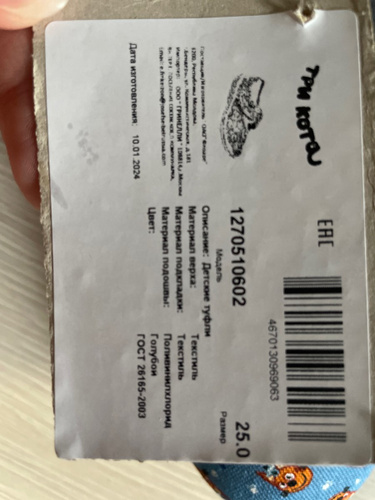 Три кота
EAC
4670130969063
Модель
Размер
1270510602
25.0
Описание: Детские туфли
Материал верха: Текстиль
Материал подкладки: Текстиль
Материал подошвы: Поливинилхлорид
Цвет: Голубой
ГОСТ 26165-2003
Дата изготовления: 10.01.2024